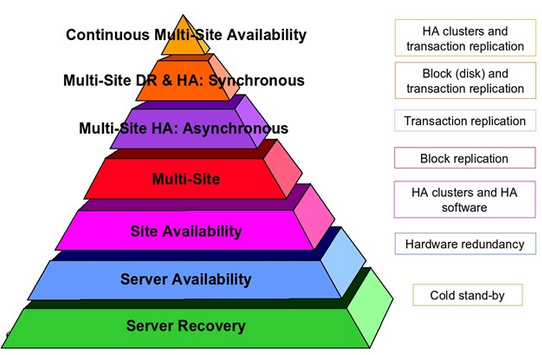 Continuous Multi-Site Availability
Multi-Site DR & HA: Synchronous
Multi-Site HA: Asynchronous
Multi-Site
Site Availability
Server Availability
Server Recovery
HA clusters and
transaction replication
Block (disk) and
transaction replication
Transaction replication
Block replication
HA clusters and HA
software
Hardware redundancy
Cold stand-by